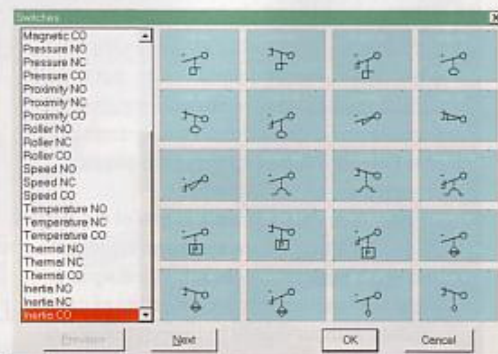 Switches
Magnetic CO
Pressure NO
Pressure NC
Pressure CO
Proximity NO
Proximity NC
Proximity CO
Roller NO
Roller NC
Roller CO
Speed NO
Speed NC
Speed CO
Temperature NO
Temperature NC
Temperature CO
Thermal NO
Thermal NC
Thermal CO
Inertia NO
Inertia NC
Inertia CO
Previous
Next
OK
Cancel